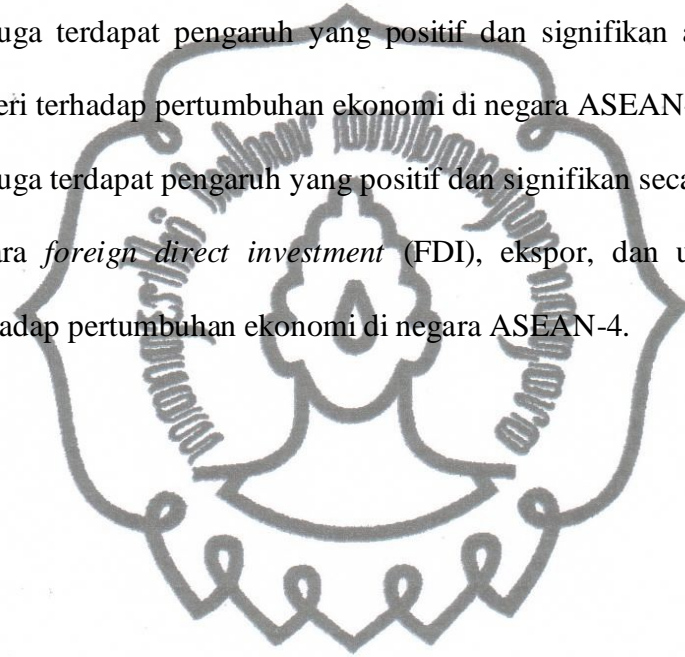 uga terdapat pengaruh yang positif dan signifikan a
eri terhadap pertumbuhan ekonomi di negara ASEAN
uga terdapat pengaruh yang positif dan signifikan seca
ara foreign direct investment (FDI), ekspor, dan u
adap pertumbuhan ekonomi di negara ASEAN-4.